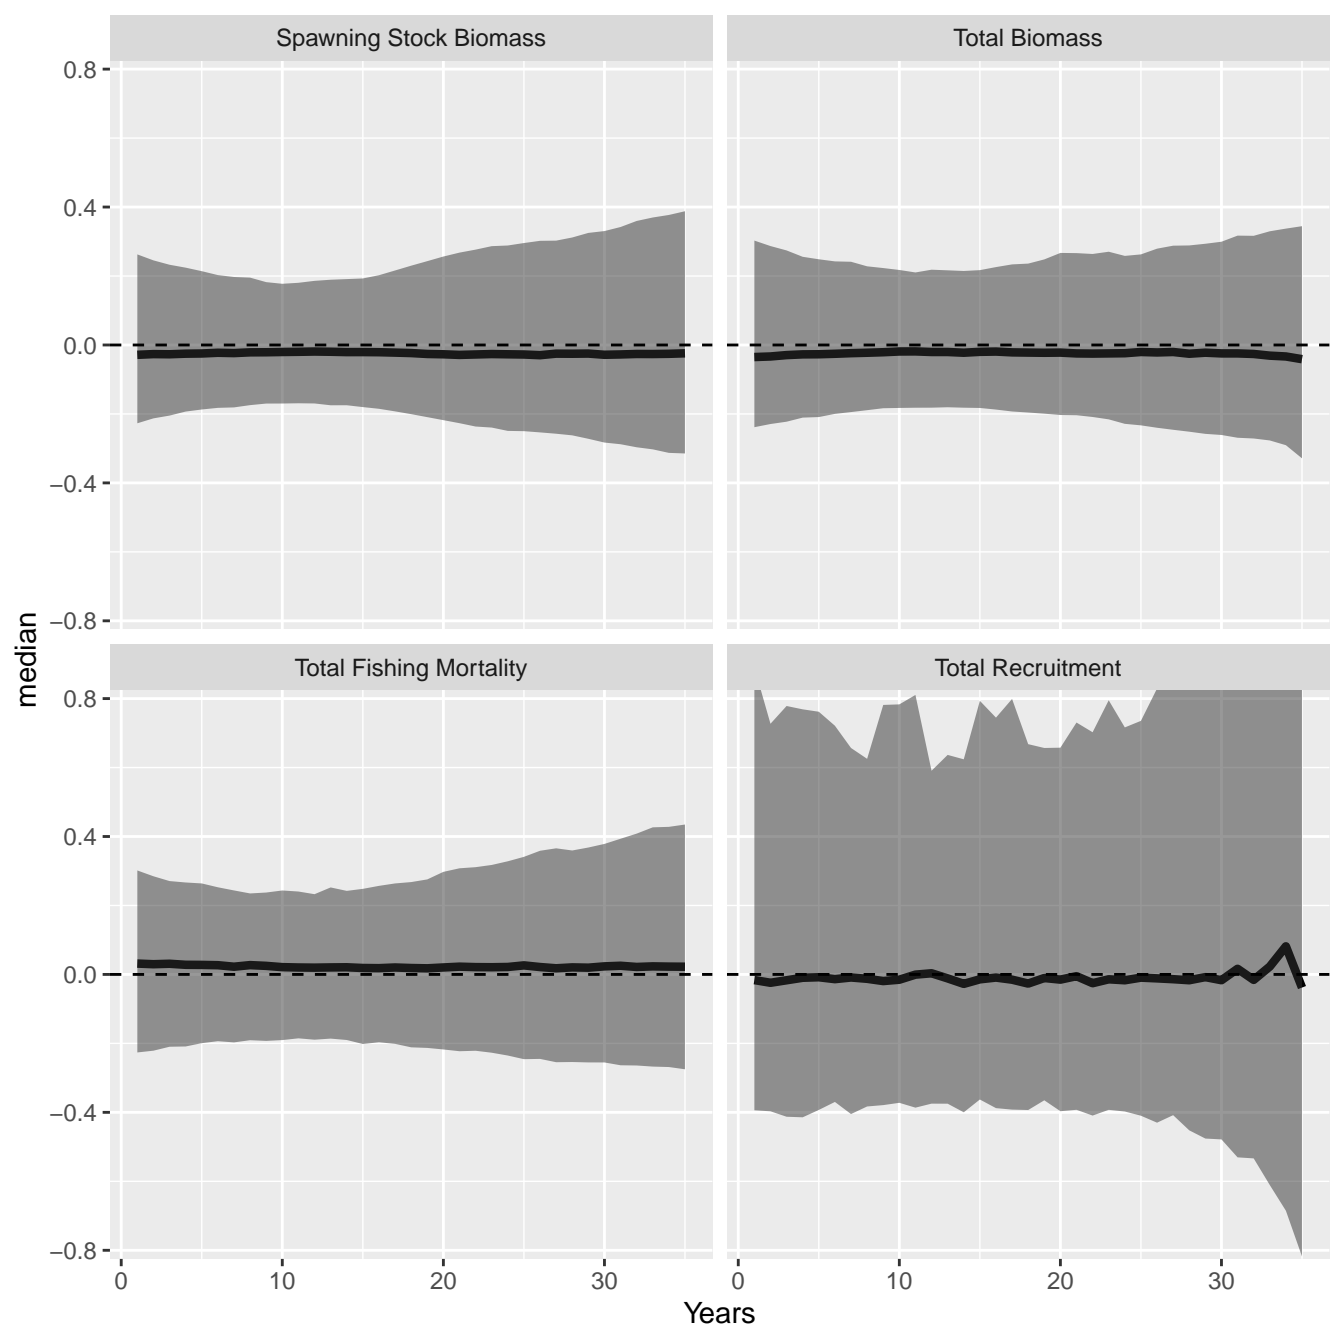 Spawning Stock Biomass
Total Biomass
0.8
0.4
0.0
−0.4
−0.8
median
Total Fishing Mortality
Total Recruitment
0.8
0.4
0.0
−0.4
−0.8
0 10 20 30
0 10 20 30
Years